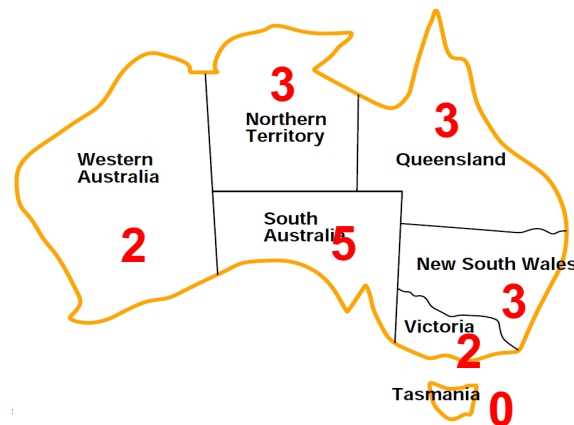 3
Northern
Territory
3
Queensland
Western
Australia
2
South
Australia
5
New South Wales
3
Victoria
2
Tasmania
0